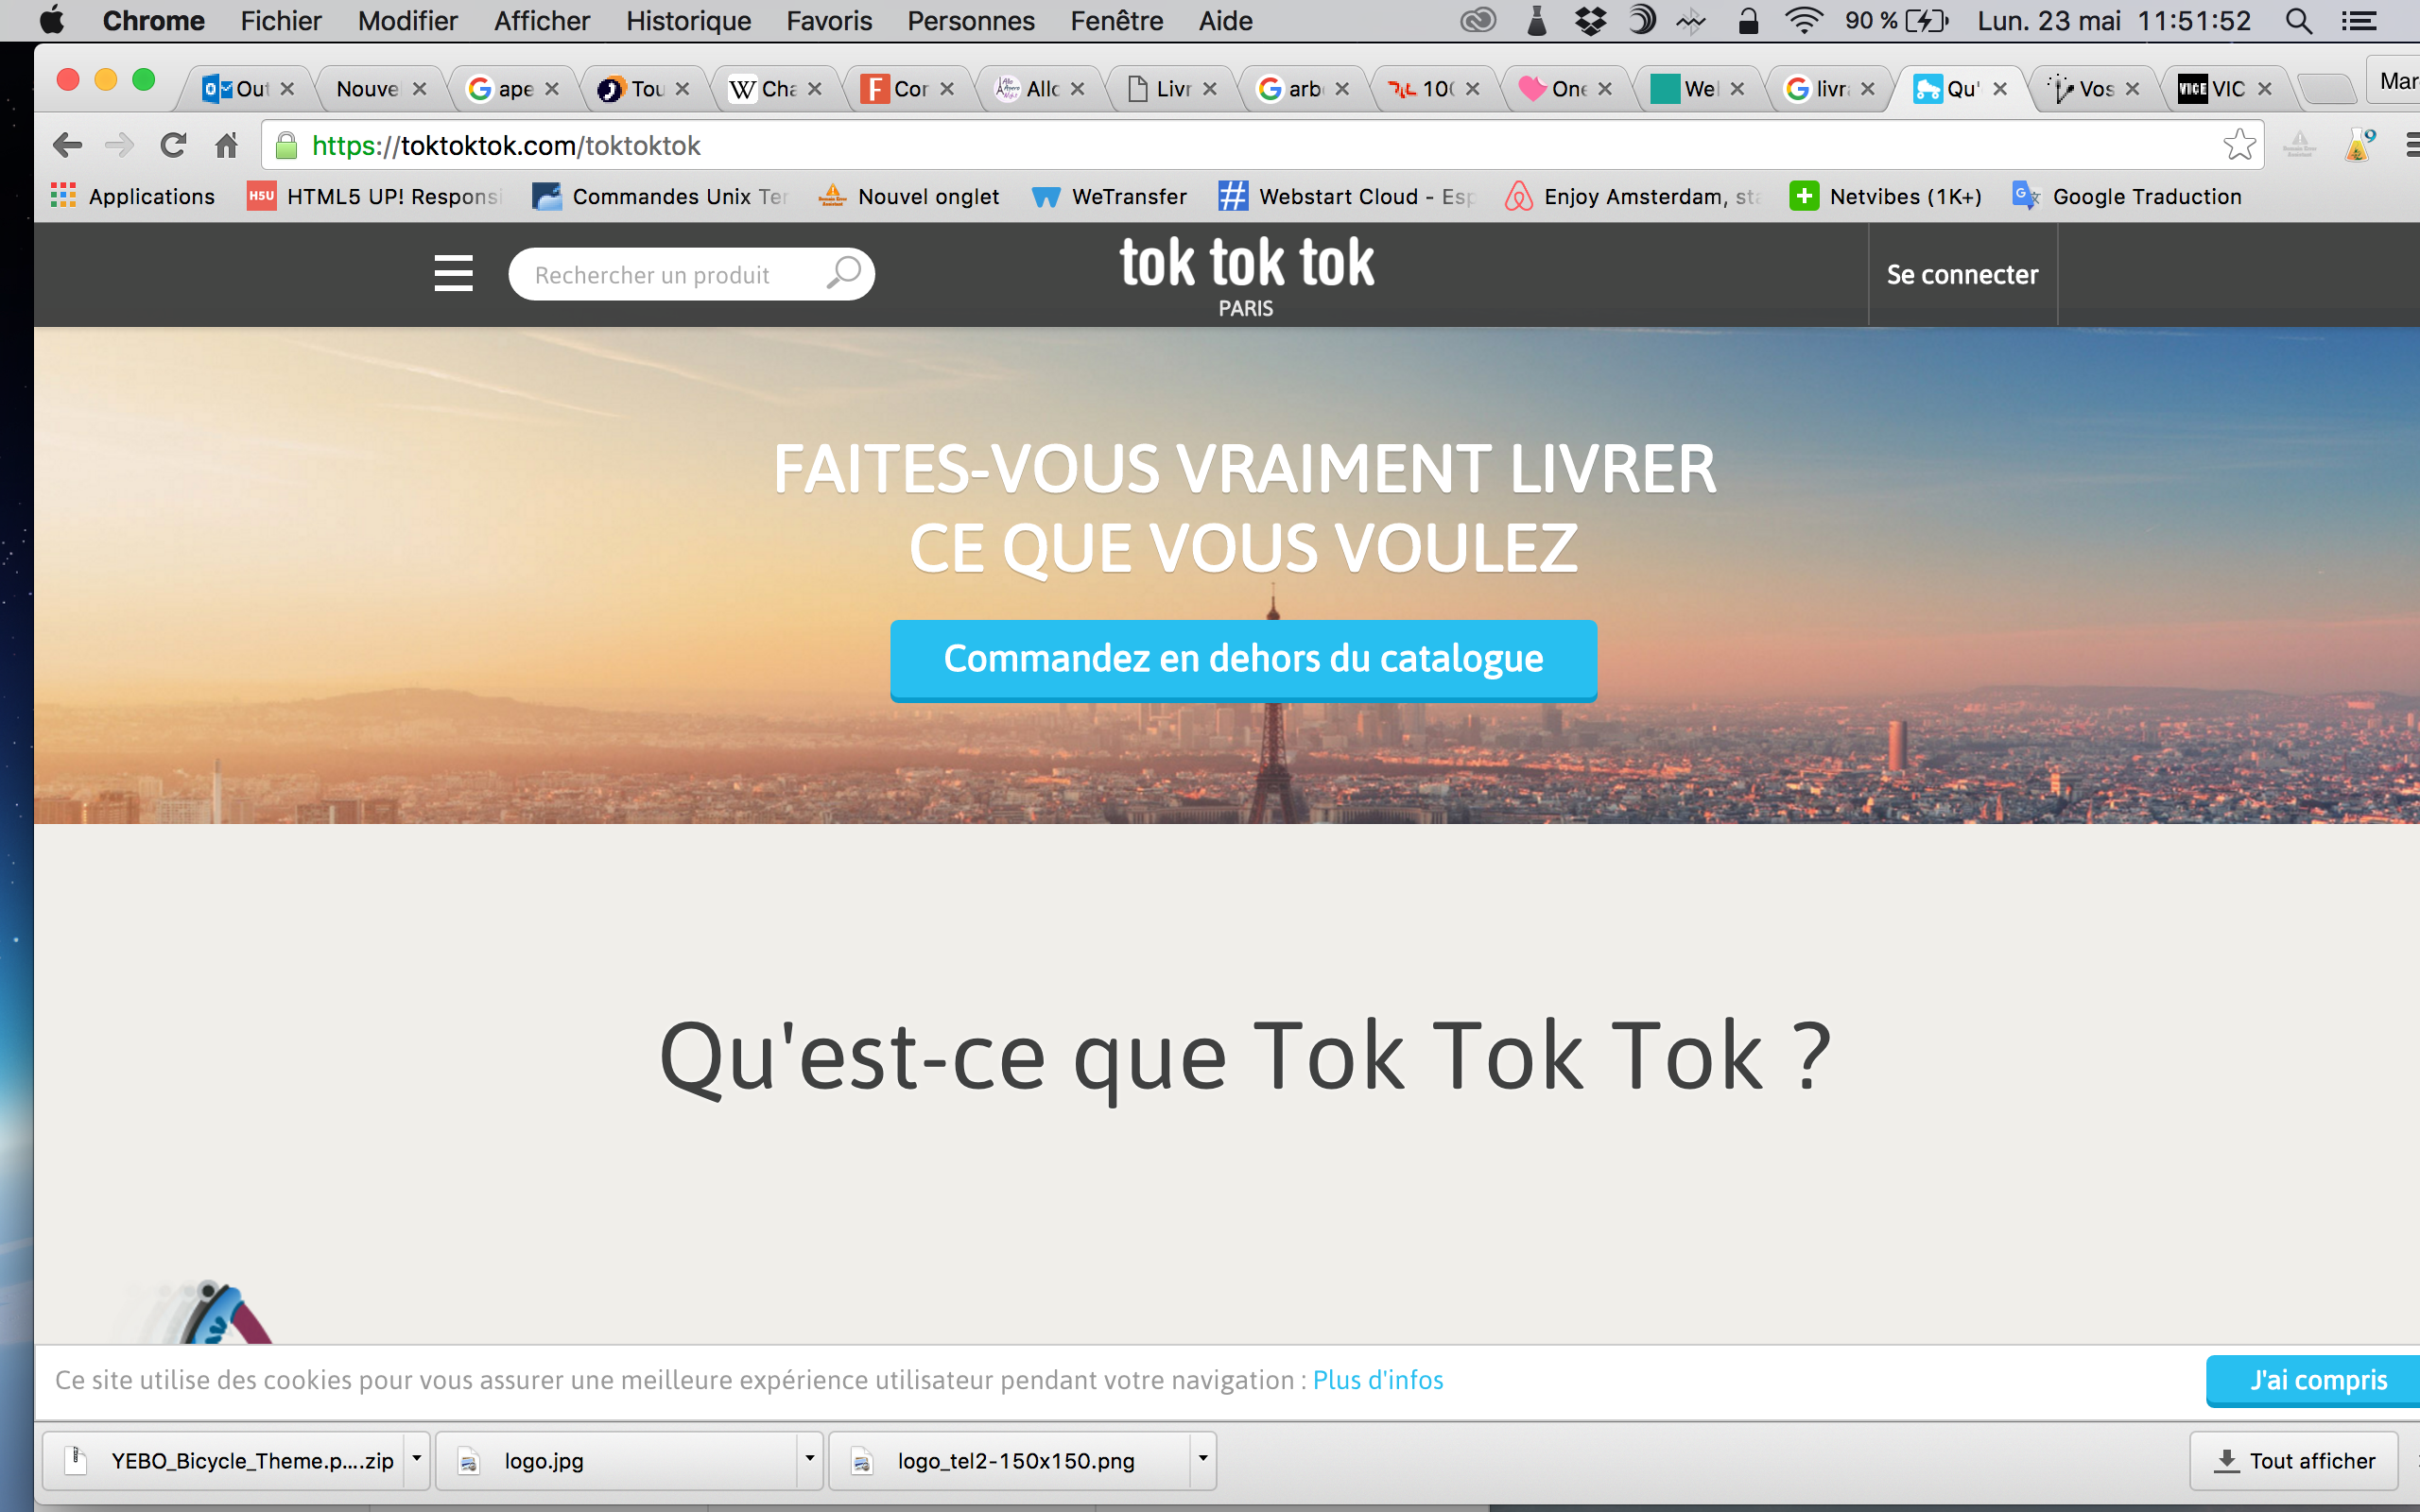 Chrome Fichier Modifier Afficher Historique Favoris Personnes Fenêtre Aide 90 % Lun. 23 mai 11:51:52
Out Nouvel ape Tou W Cha F Cor Allo Livr arb 100 One Wel livr Qu' Vos VICE VIC Mar
https://toktoktok.com/toktoktok
Applications H5U HTML5 UP! Responsi Commandes Unix Ter Nouvel onglet WeTransfer # Webstart Cloud - Esp Enjoy Amsterdam, sta Netvibes (1K+) Google Traduction
Rechercher un produit
tok tok tok
PARIS
Se connecter
FAITES-VOUS VRAIMENT LIVRER
CE QUE VOUS VOULEZ
Commandez en dehors du catalogue
Qu'est-ce que Tok Tok Tok ?
Ce site utilise des cookies pour vous assurer une meilleure expérience utilisateur pendant votre navigation : Plus d'infos
J'ai compris
YEBO_Bicycle_Theme.p....zip logo.jpg logo_tel2-150x150.png Tout afficher